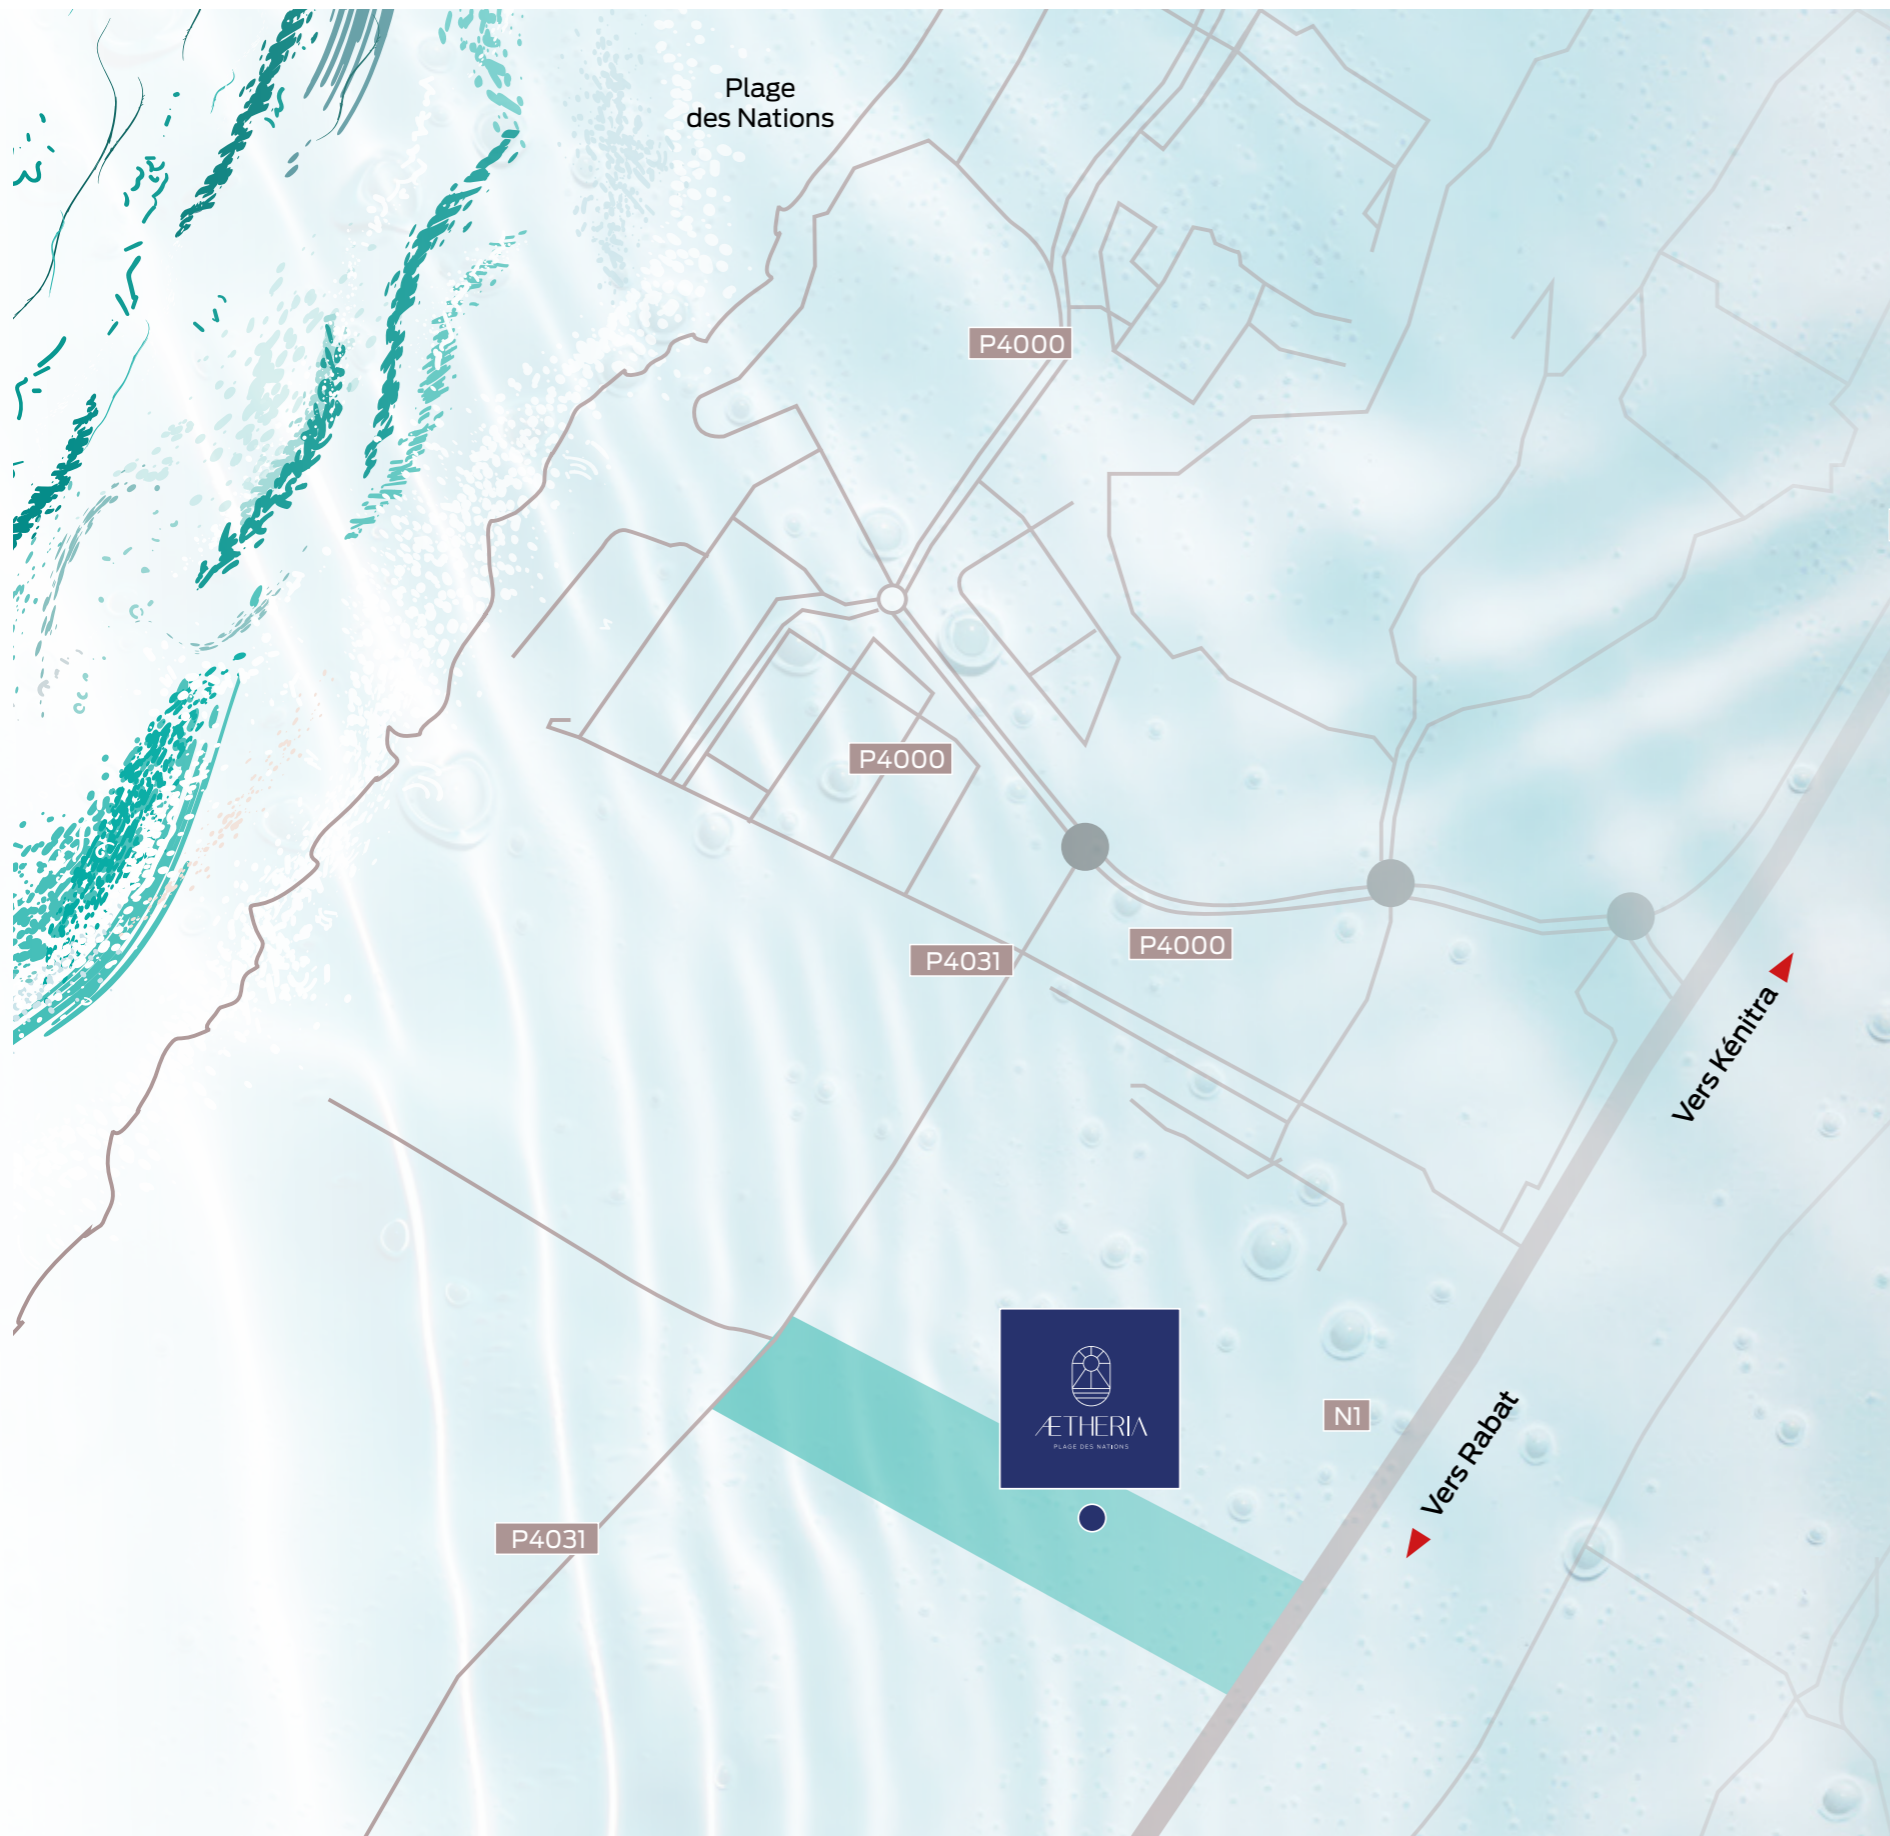 Plage
des Nations
P4000
P4000
P4031
P4000
Vers Kénitra
ÆTHERIA
PLAGE DES NATIONS
N1
Vers Rabat
P4031